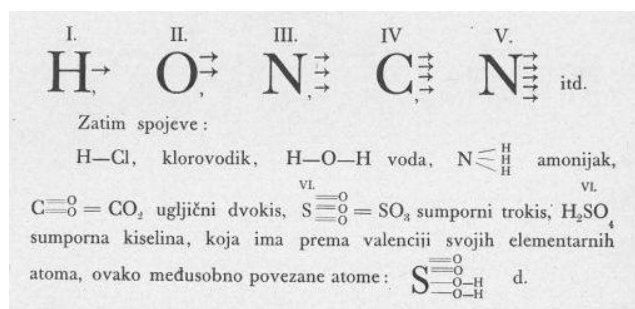 I. II. III. IV V.
H→, O⇉, N, C, N itd.
Zatim spojeve:
H—Cl, klorovodik, H—O—H voda, N≡H H H amonijak,
VI. VI.
C=O=O = CO₂ ugljični dvokis, S=O=O=O = SO₃ sumporni trokis, H₂SO₄
sumporna kiselina, koja ima prema valenciji svojih elementarnih
atoma, ovako međusobno povezane atome: S=O=O—O—H—O—H d.